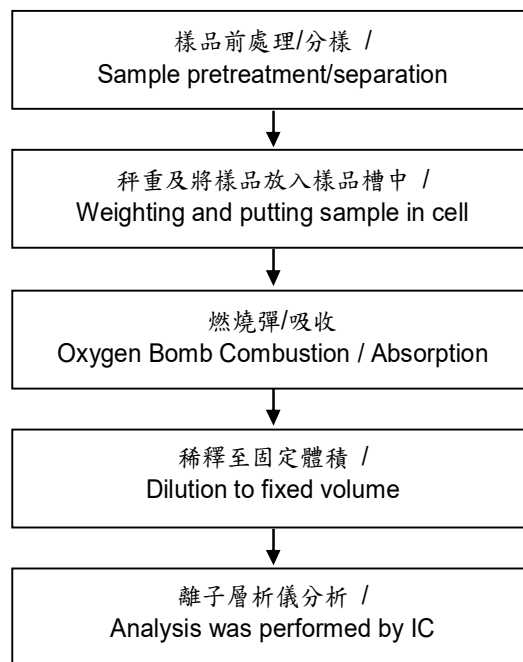 樣品前處理/分樣 /
Sample pretreatment/separation
秤重及將樣品放入樣品槽中 /
Weighting and putting sample in cell
燃燒彈/吸收
Oxygen Bomb Combustion / Absorption
稀釋至固定體積 /
Dilution to fixed volume
離子層析儀分析 /
Analysis was performed by IC